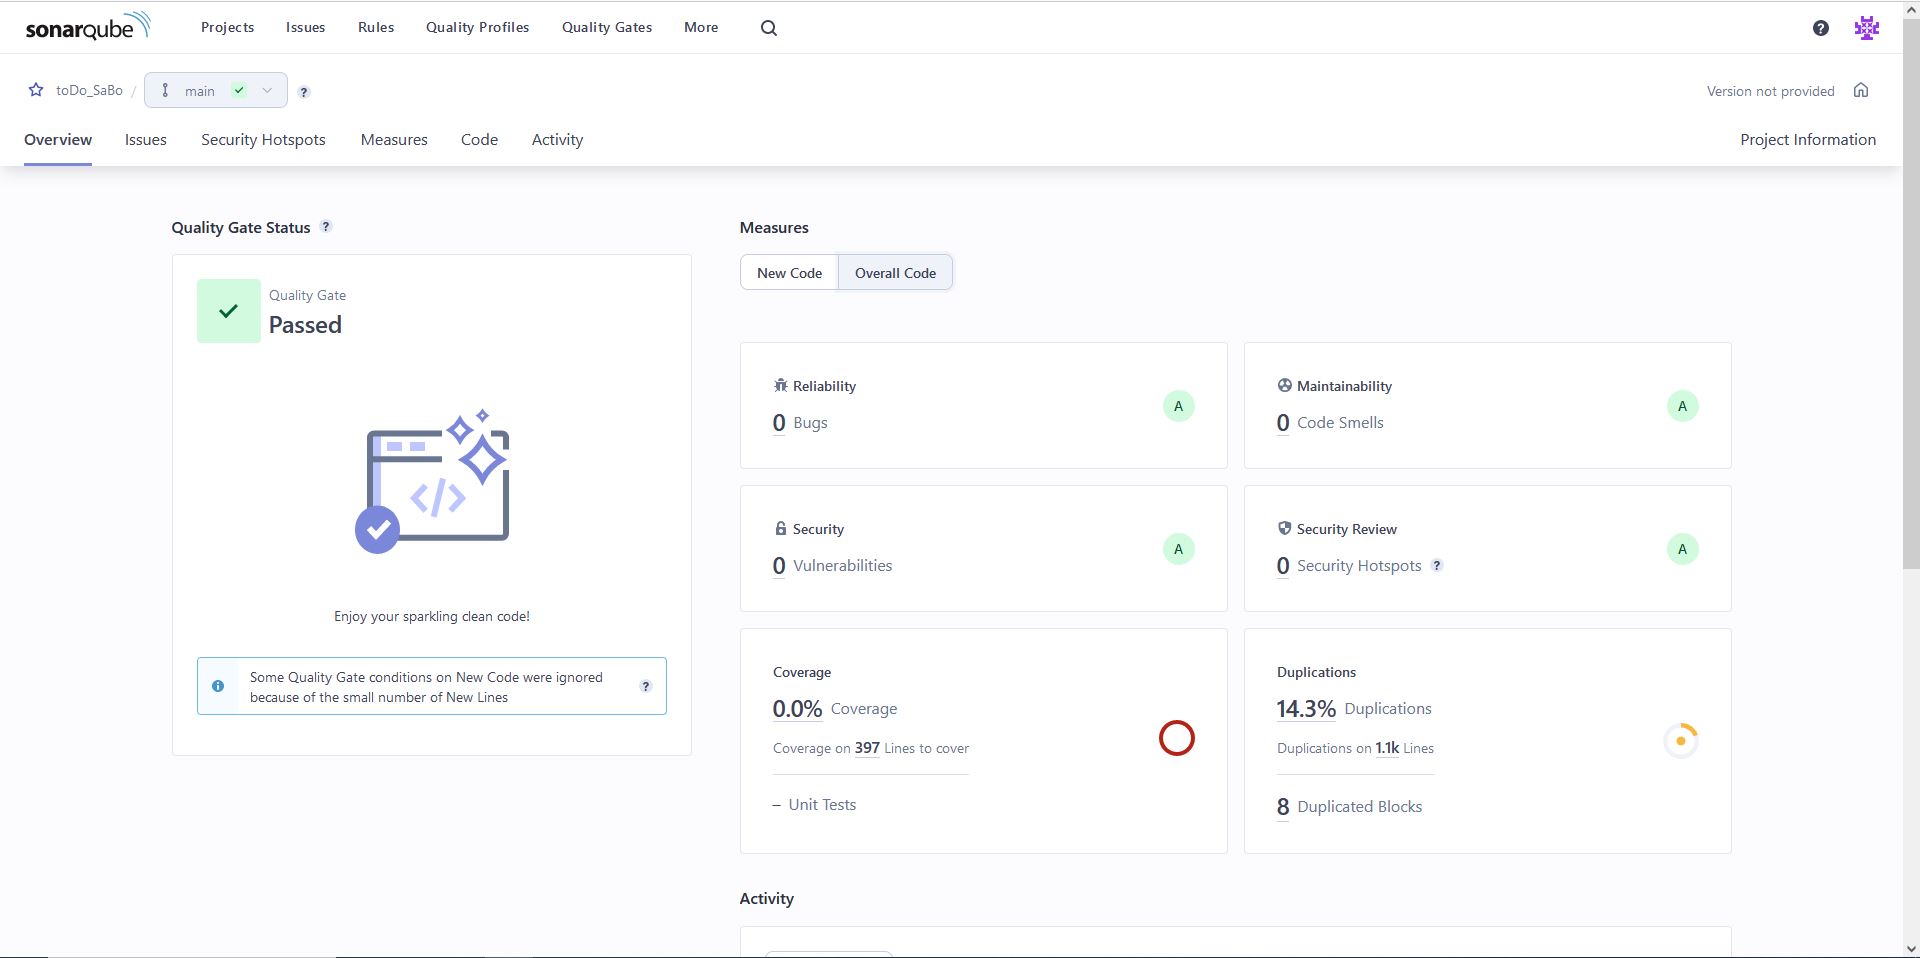 sonarqube Projects Issues Rules Quality Profiles Quality Gates More ?
toDo_SaBo / main ? Version not provided
Overview Issues Security Hotspots Measures Code Activity Project Information
Quality Gate Status ?
Quality Gate
Passed
</>
Enjoy your sparkling clean code!
Some Quality Gate conditions on New Code were ignored
because of the small number of New Lines
?
Measures
New Code Overall Code
Reliability
0 Bugs
A
Maintainability
0 Code Smells
A
Security
0 Vulnerabilities
A
Security Review
0 Security Hotspots ?
A
Coverage
0.0% Coverage
Coverage on 397 Lines to cover
– Unit Tests
Duplications
14.3% Duplications
Duplications on 1.1k Lines
8 Duplicated Blocks
Activity